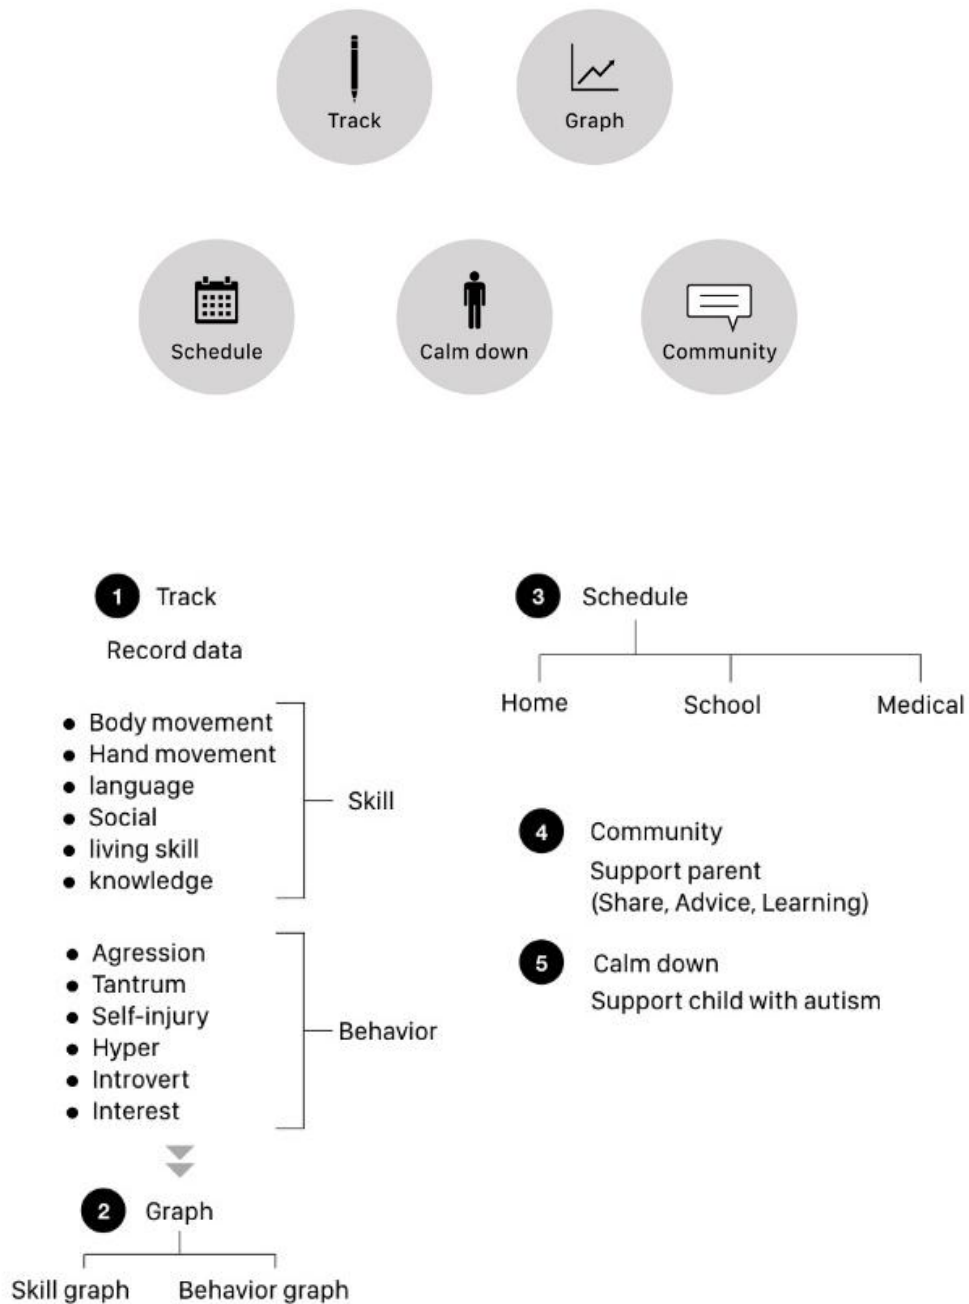 Track
Graph
Schedule
Calm down
Community
1 Track
Record data
• Body movement
• Hand movement
• language
• Social
• living skill
• knowledge
Skill
• Agression
• Tantrum
• Self-injury
• Hyper
• Introvert
• Interest
Behavior
2 Graph
Skill graph
Behavior graph
3 Schedule
Home
School
Medical
4 Community
Support parent
(Share, Advice, Learning)
5 Calm down
Support child with autism